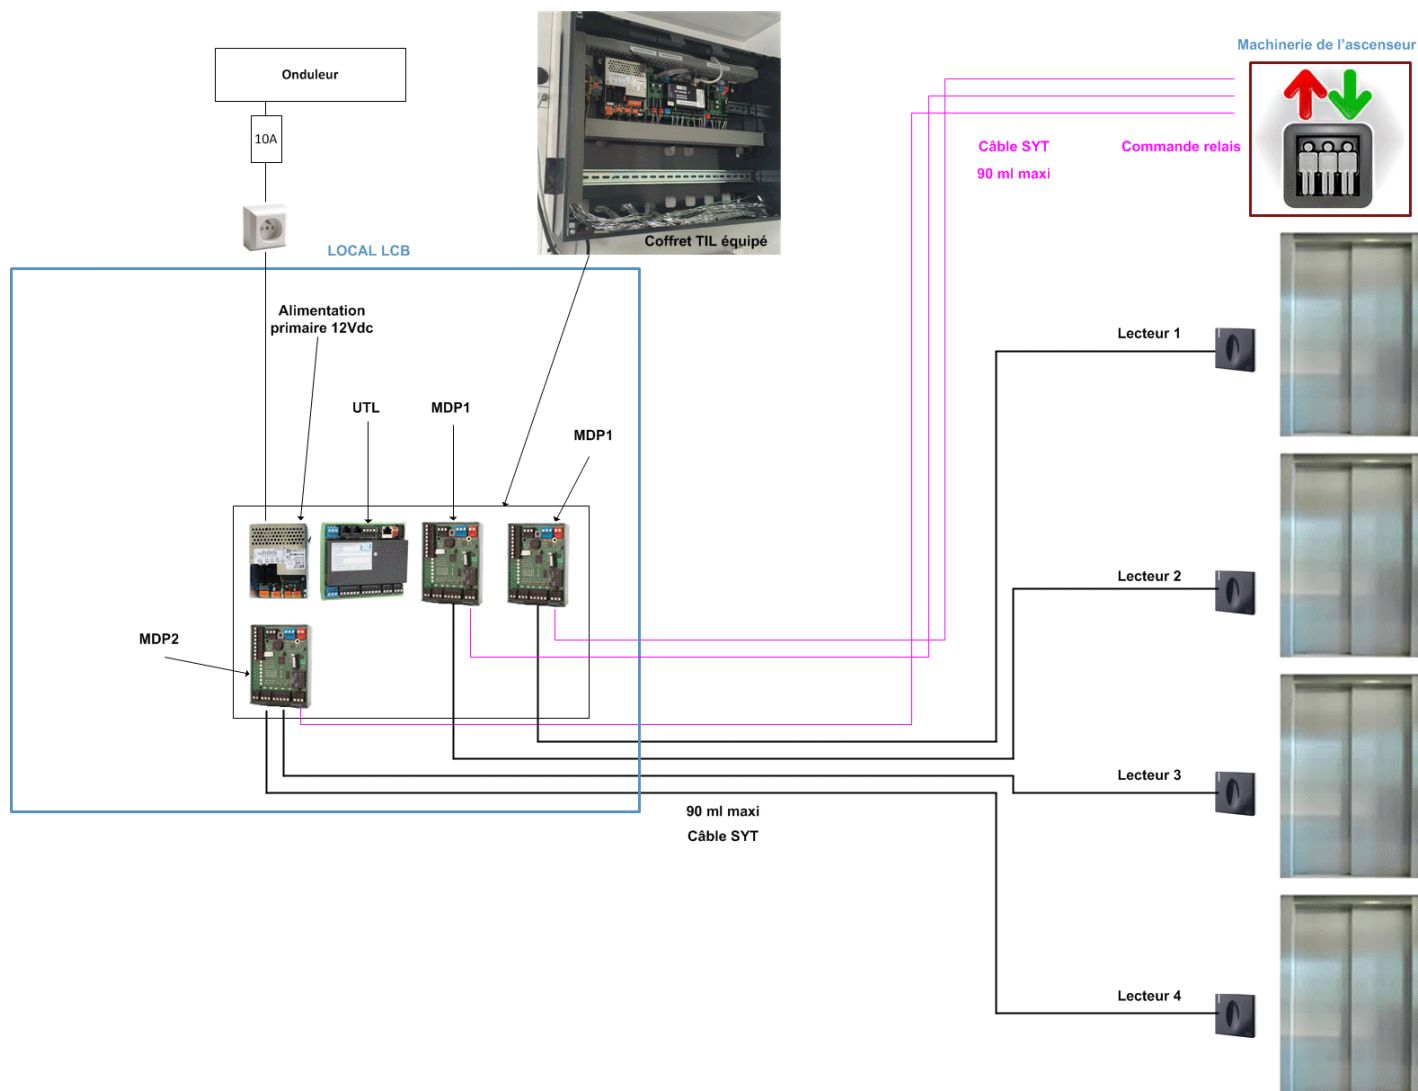 Onduleur
10A
Coffret TIL équipé
Machinerie de l'ascenseur
Câble SYT
90 ml maxi
Commande relais
LOCAL LCB
Alimentation
primaire 12Vdc
UTL
MDP1
MDP1
MDP2
Lecteur 1
Lecteur 2
Lecteur 3
Lecteur 4
90 ml maxi
Câble SYT